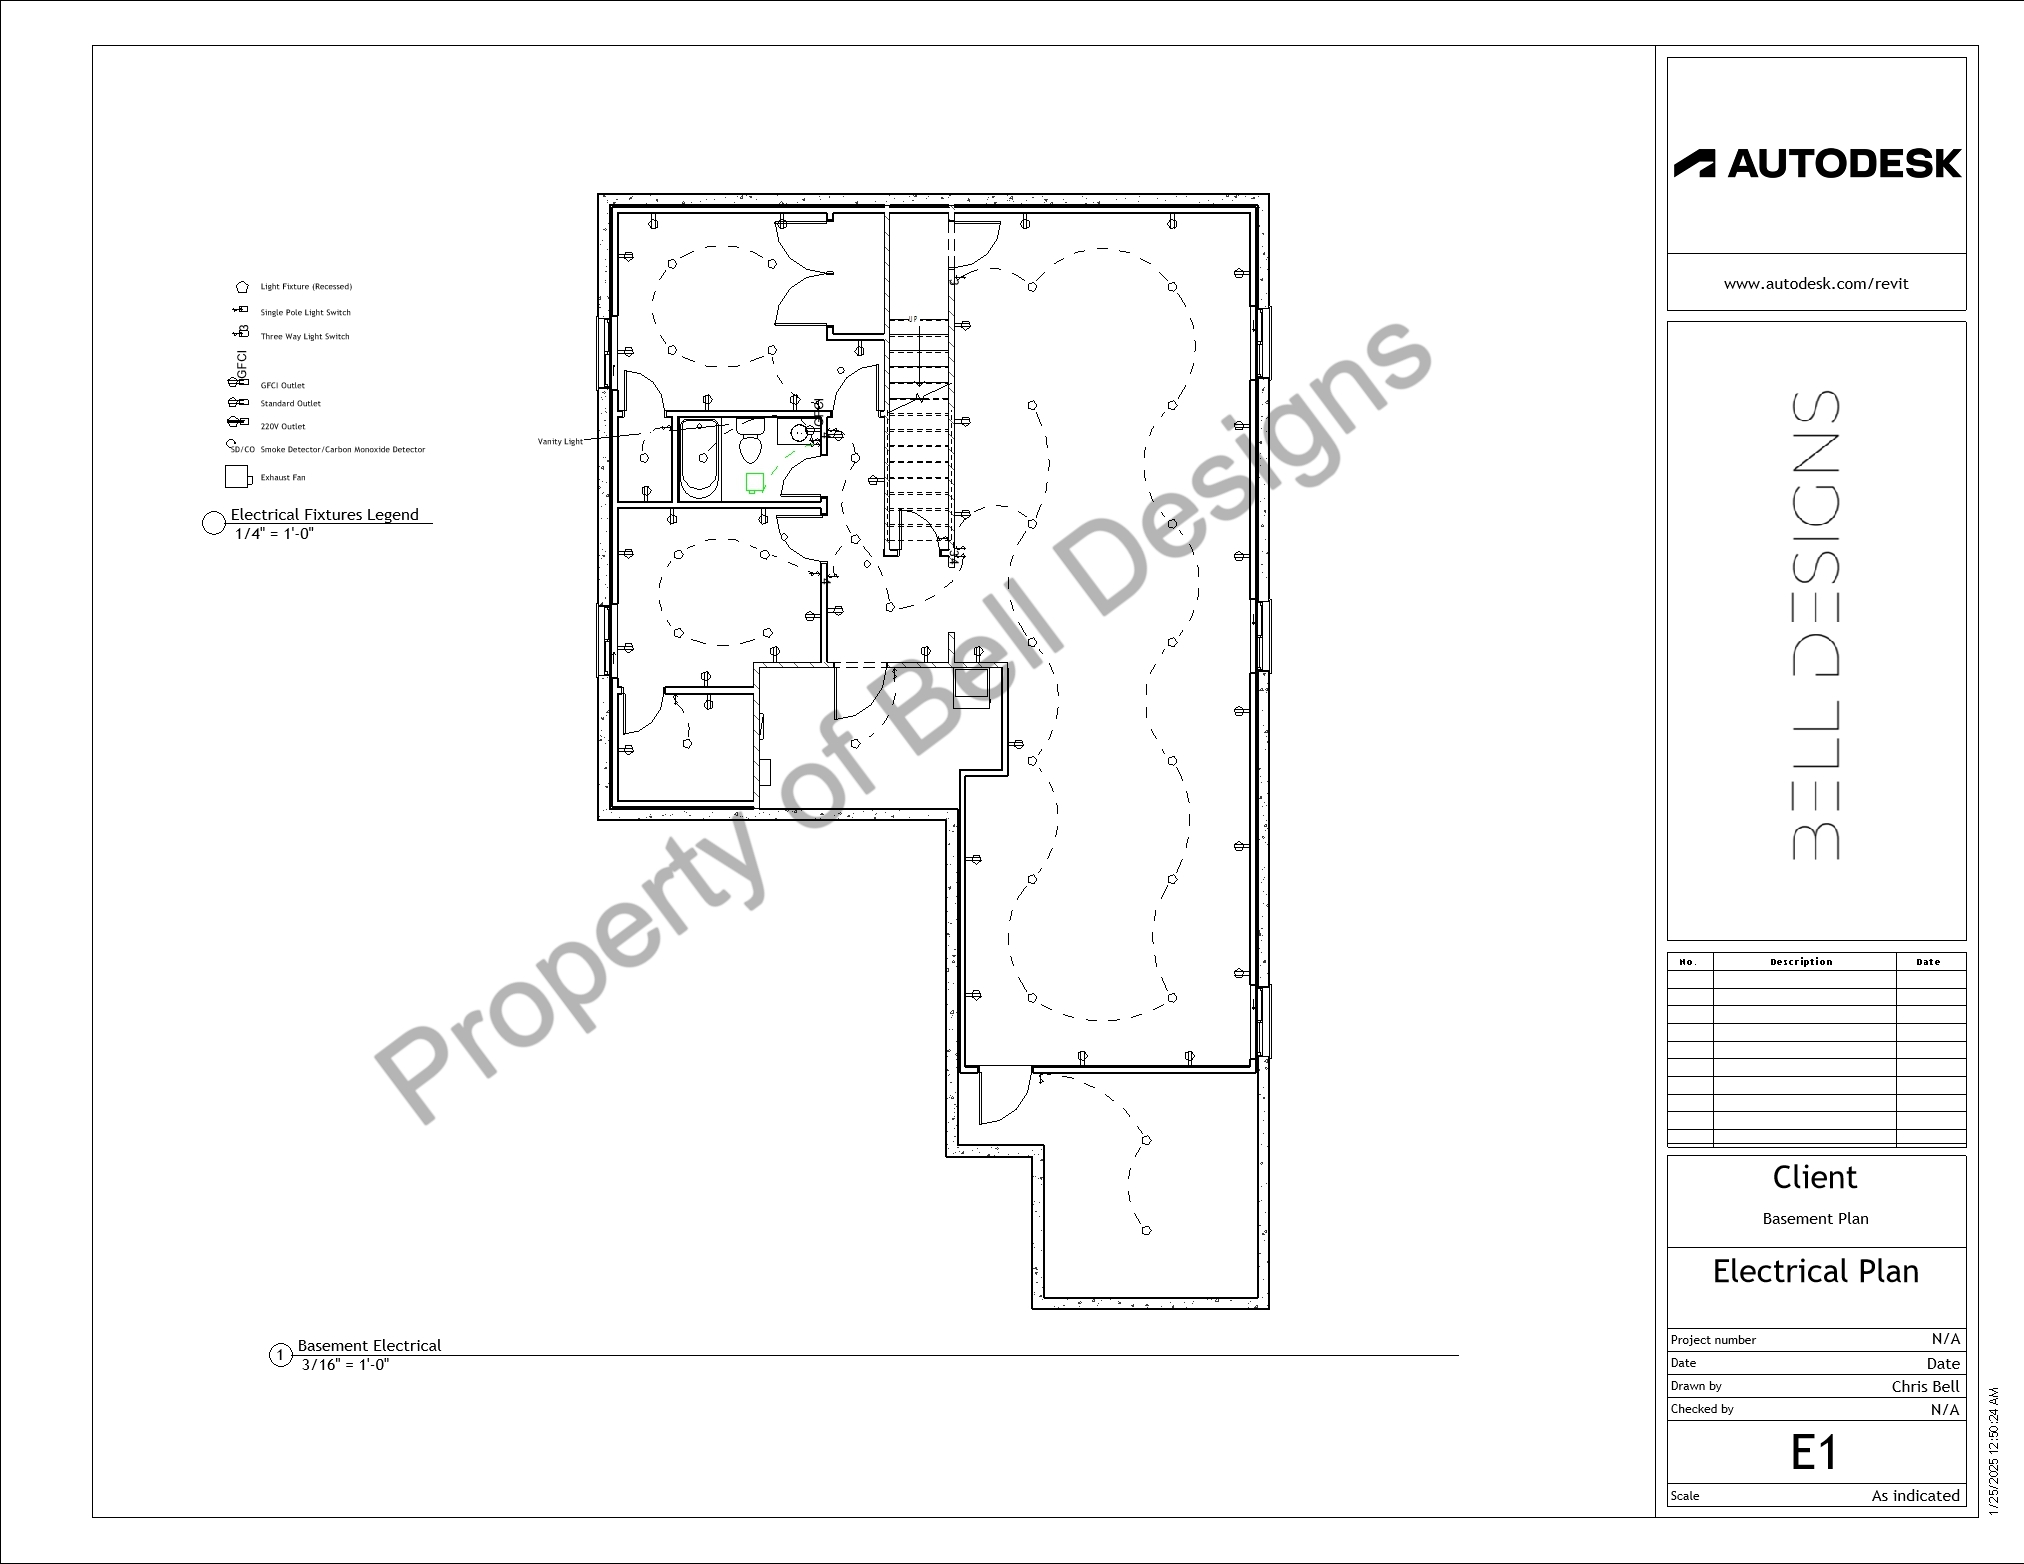 Light Fixture (Recessed)
Single Pole Light Switch
3
Three Way Light Switch
GFCI
GFCI Outlet
Standard Outlet
220V Outlet
SD/CO
Smoke Detector/Carbon Monoxide Detector
Exhaust Fan
Electrical Fixtures Legend
1/4" = 1'-0"
Vanity Light
GFCI
UP
Property of Bell Designs
1
Basement Electrical
3/16" = 1'-0"
AUTODESK
www.autodesk.com/revit
BELL DESIGNS
No. Description Date
Client
Basement Plan
Electrical Plan
Project number N/A
Date Date
Drawn by Chris Bell
Checked by N/A
E1
Scale As indicated
1/25/2025 12:50:24 AM